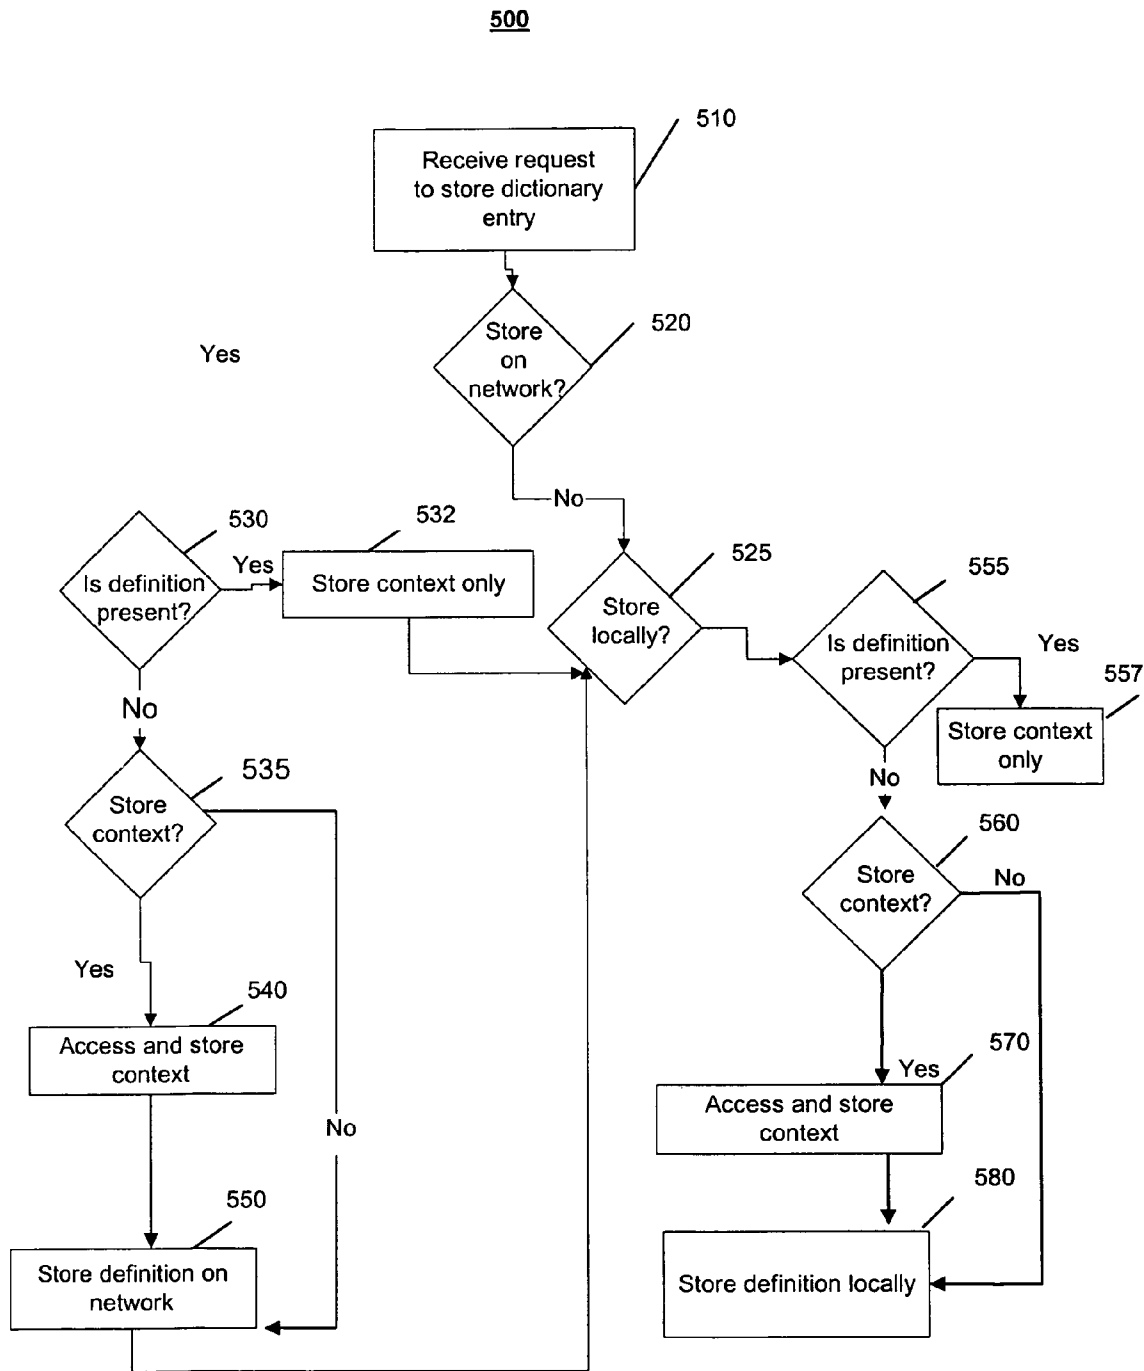 500
510
Receive request
to store dictionary
entry
520
Store
on
network?
Yes
No
530
532
525
555
Is definition
present?
Yes
Store context only
Store
locally?
Is definition
present?
Yes
557
Store context
only
No
No
535
Store
context?
560
Store
context?
No
Yes
540
Access and store
context
570
Yes
Access and store
context
No
550
Store definition on
network
580
Store definition locally